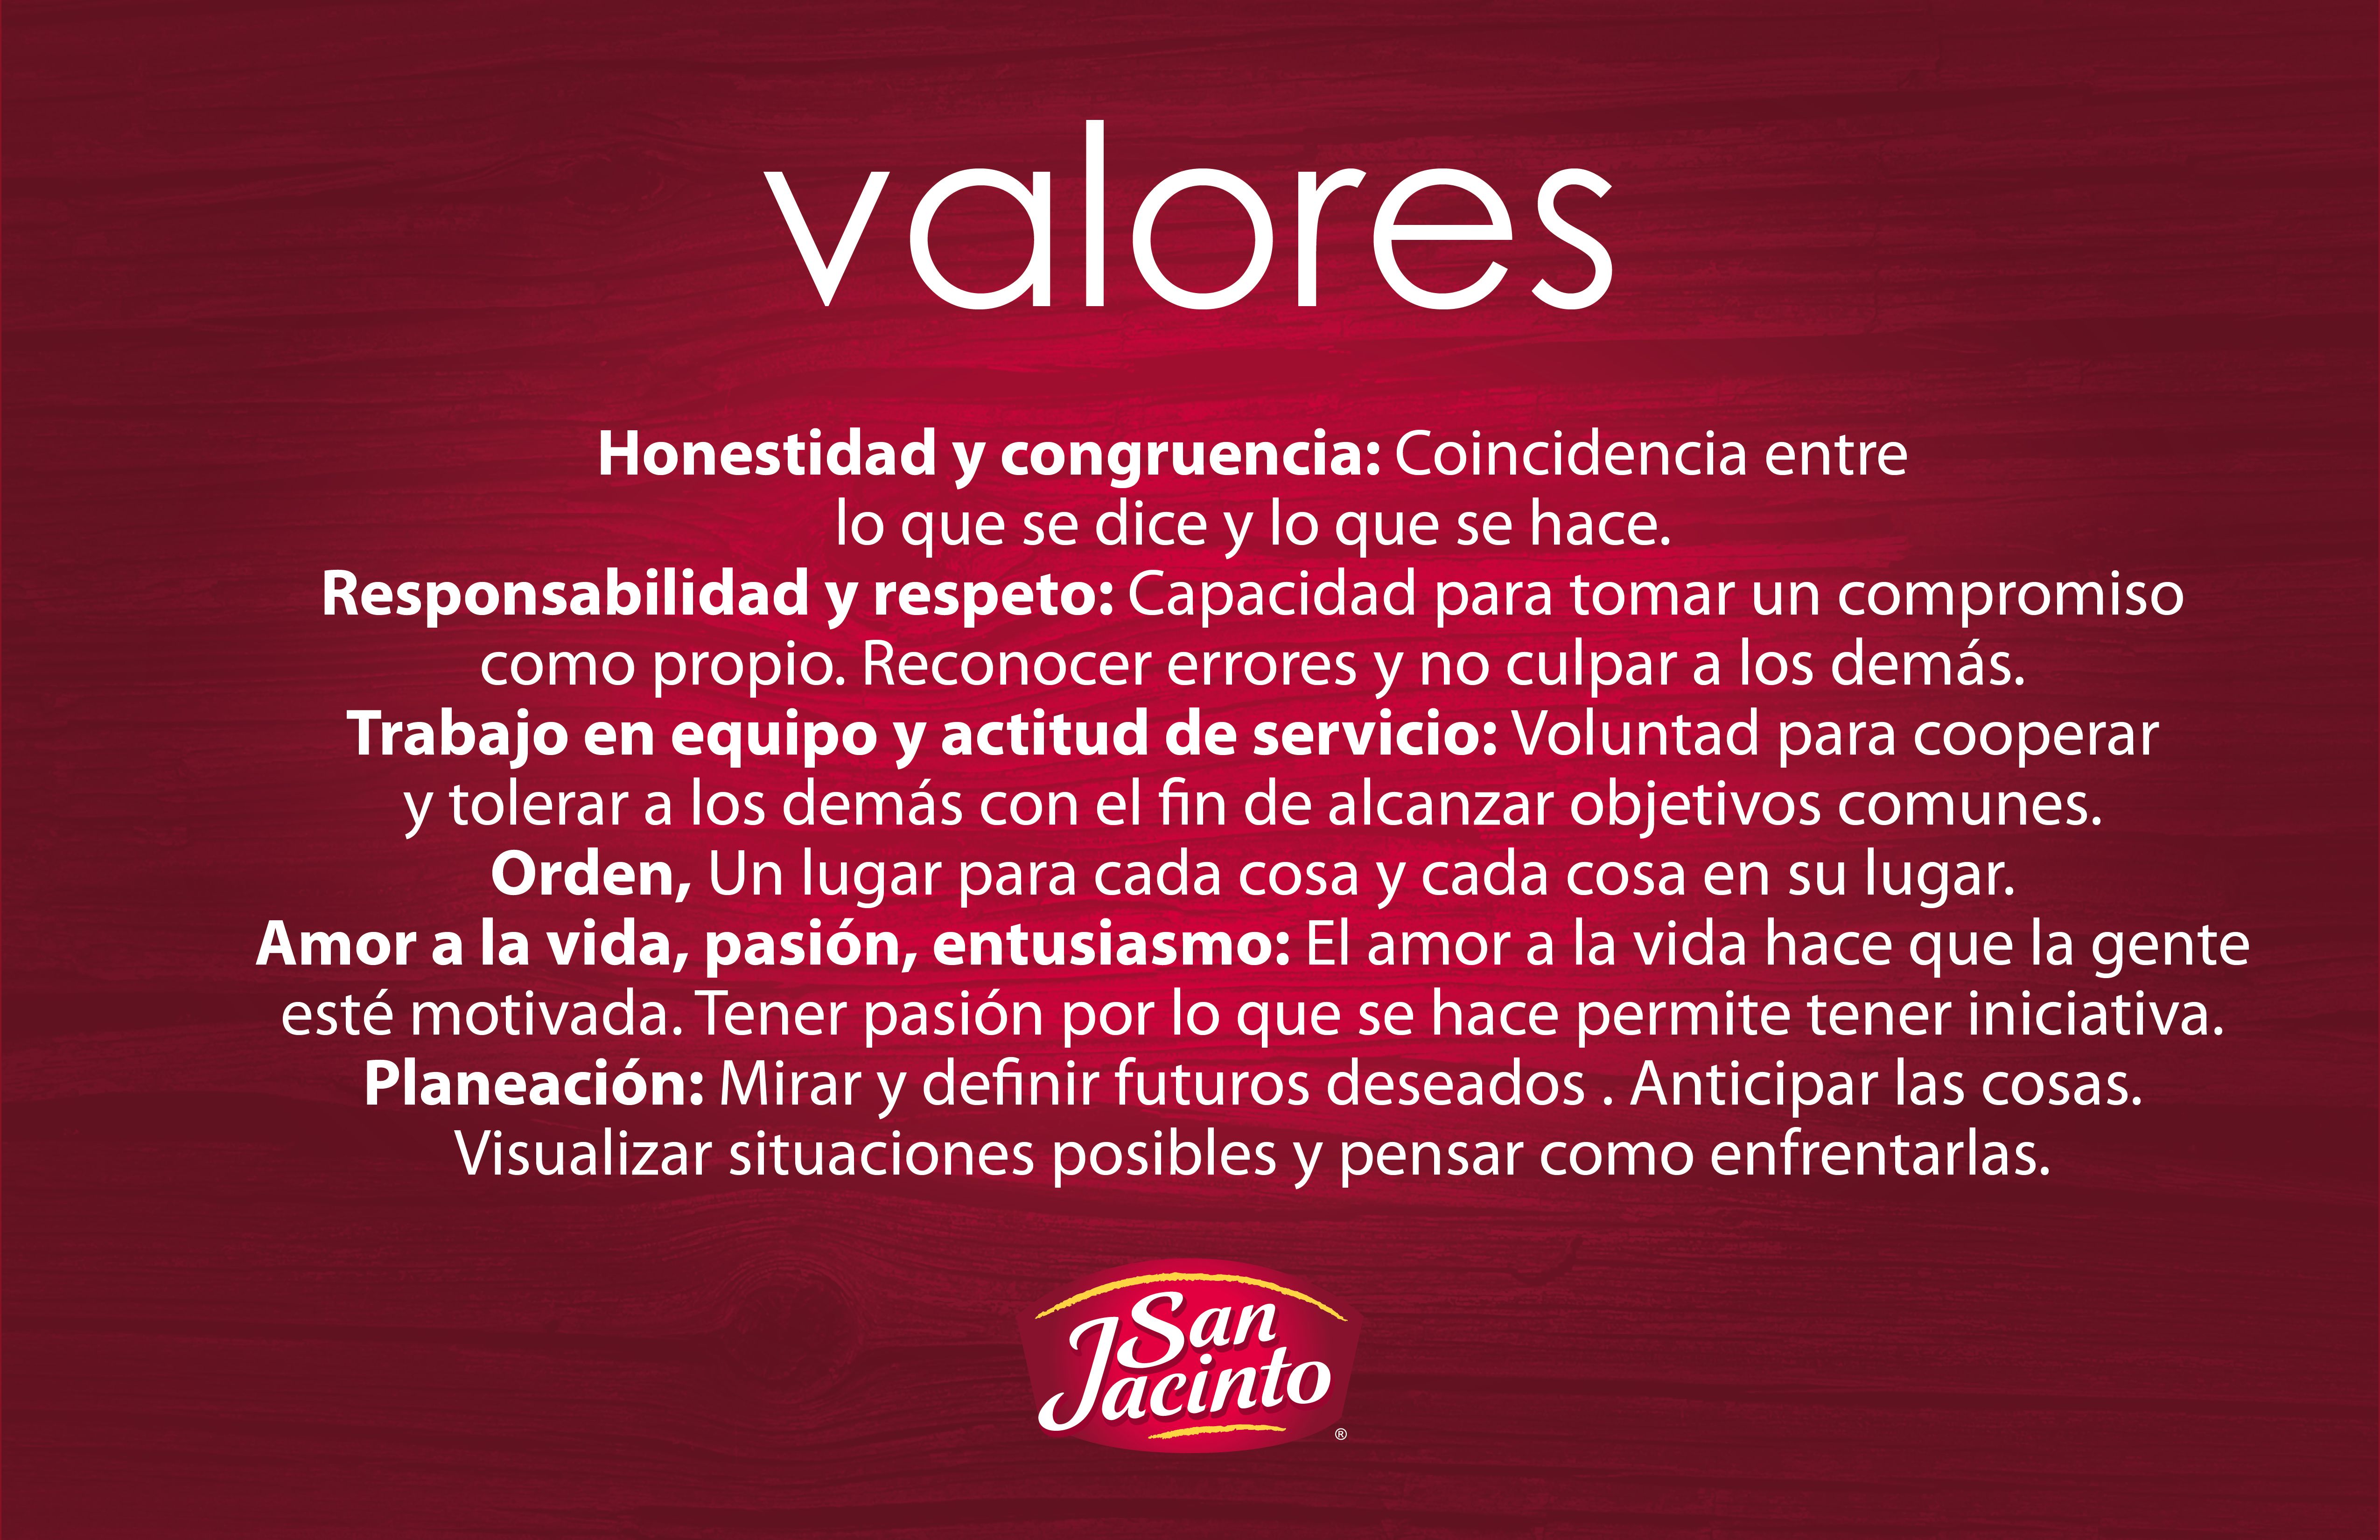 valores
Honestidad y congruencia: Coincidencia entre
lo que se dice y lo que se hace.
Responsabilidad y respeto: Capacidad para tomar un compromiso
como propio. Reconocer errores y no culpar a los demás.
Trabajo en equipo y actitud de servicio: Voluntad para cooperar
y tolerar a los demás con el fin de alcanzar objetivos comunes.
Orden, Un lugar para cada cosa y cada cosa en su lugar.
Amor a la vida, pasión, entusiasmo: El amor a la vida hace que la gente
esté motivada. Tener pasión por lo que se hace permite tener iniciativa.
Planeación: Mirar y definir futuros deseados . Anticipar las cosas.
Visualizar situaciones posibles y pensar como enfrentarlas.
San
Jacinto
®